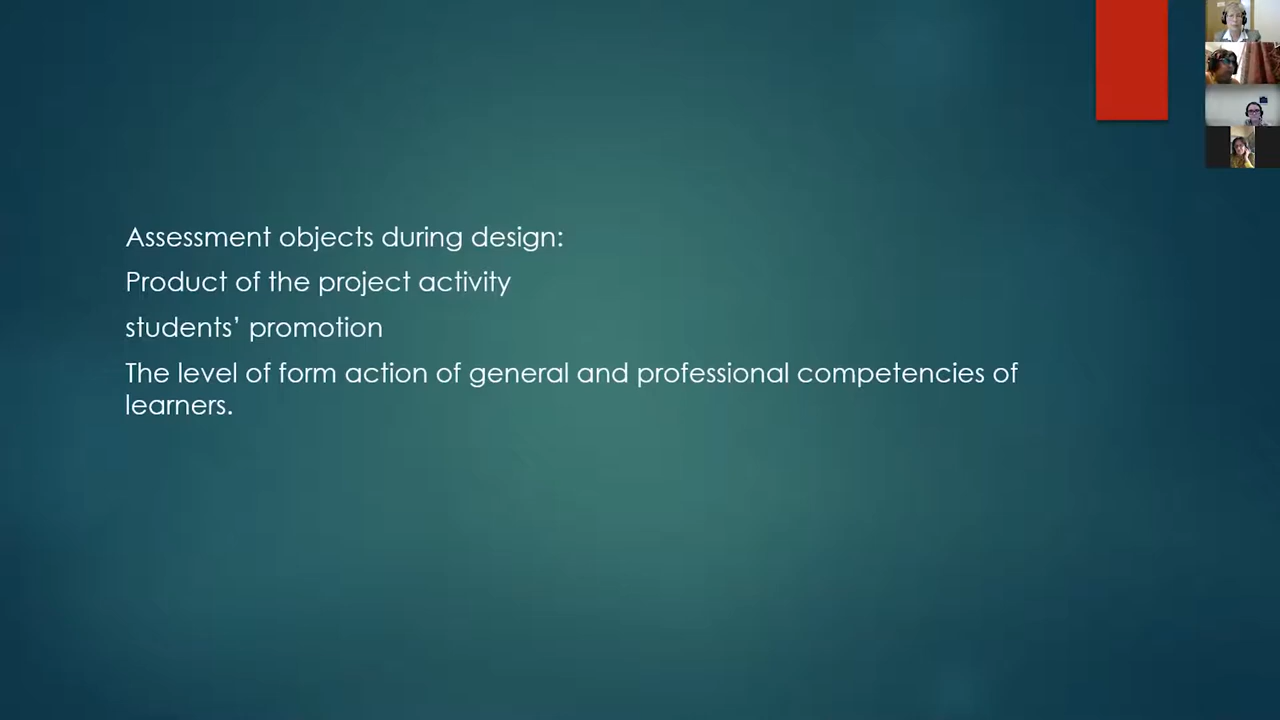 Assessment objects during design:
Product of the project activity
students’ promotion
The level of form action of general and professional competencies of
learners.